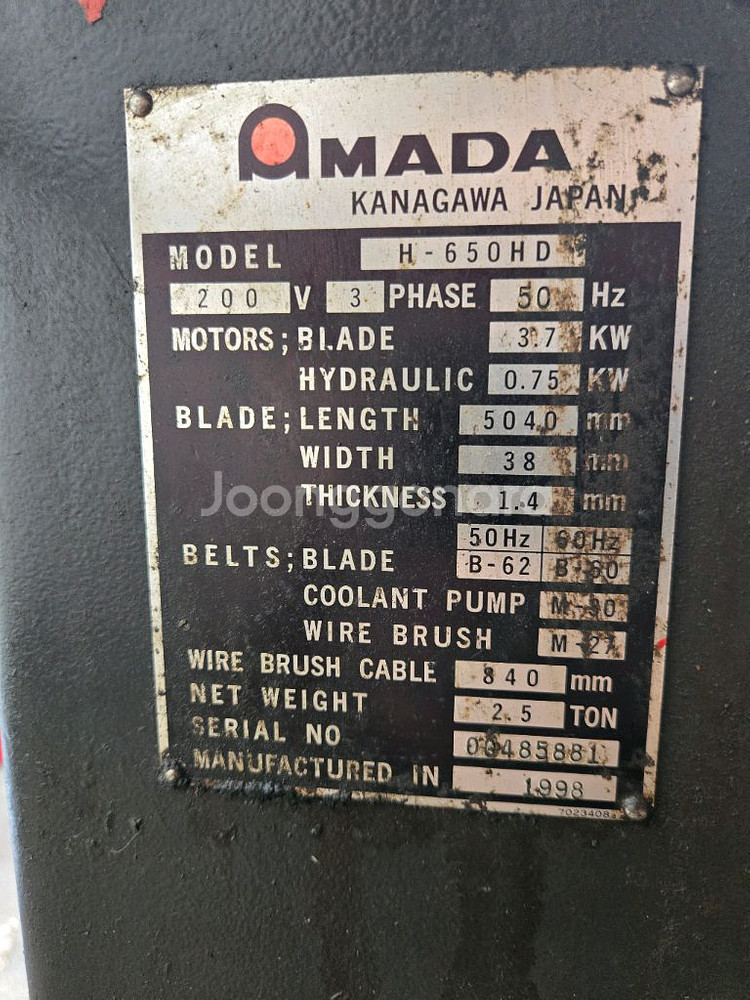 AMADA
KANAGAWA JAPAN
MODEL H-650HD
200 V 3 PHASE 50 Hz
MOTORS; BLADE 3.7 KW
HYDRAULIC 0.75 KW
BLADE; LENGTH 5040 mm
WIDTH 38 mm
THICKNESS 1.4 mm
50Hz 60Hz
BELTS; BLADE B-62 B-60
COOLANT PUMP
WIRE BRUSH M-27
WIRE BRUSH CABLE 840 mm
NET WEIGHT 2.5 TON
SERIAL NO 00485881
MANUFACTURED IN 1998
7023408
Joonggonara